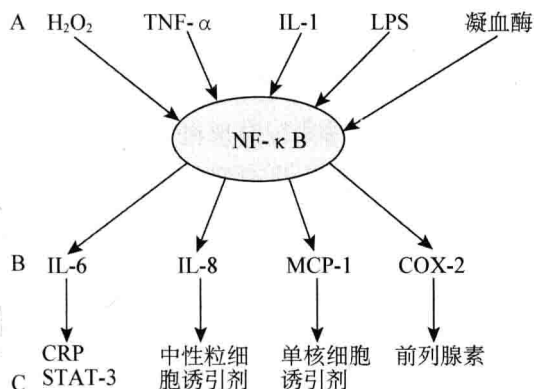 A H₂O₂ TNF-α IL-1 LPS 凝血酶
NF-κB
B IL-6 IL-8 MCP-1 COX-2
CRP 中性粒细 单核细胞 前列腺素
C STAT-3 胞诱引剂 诱引剂